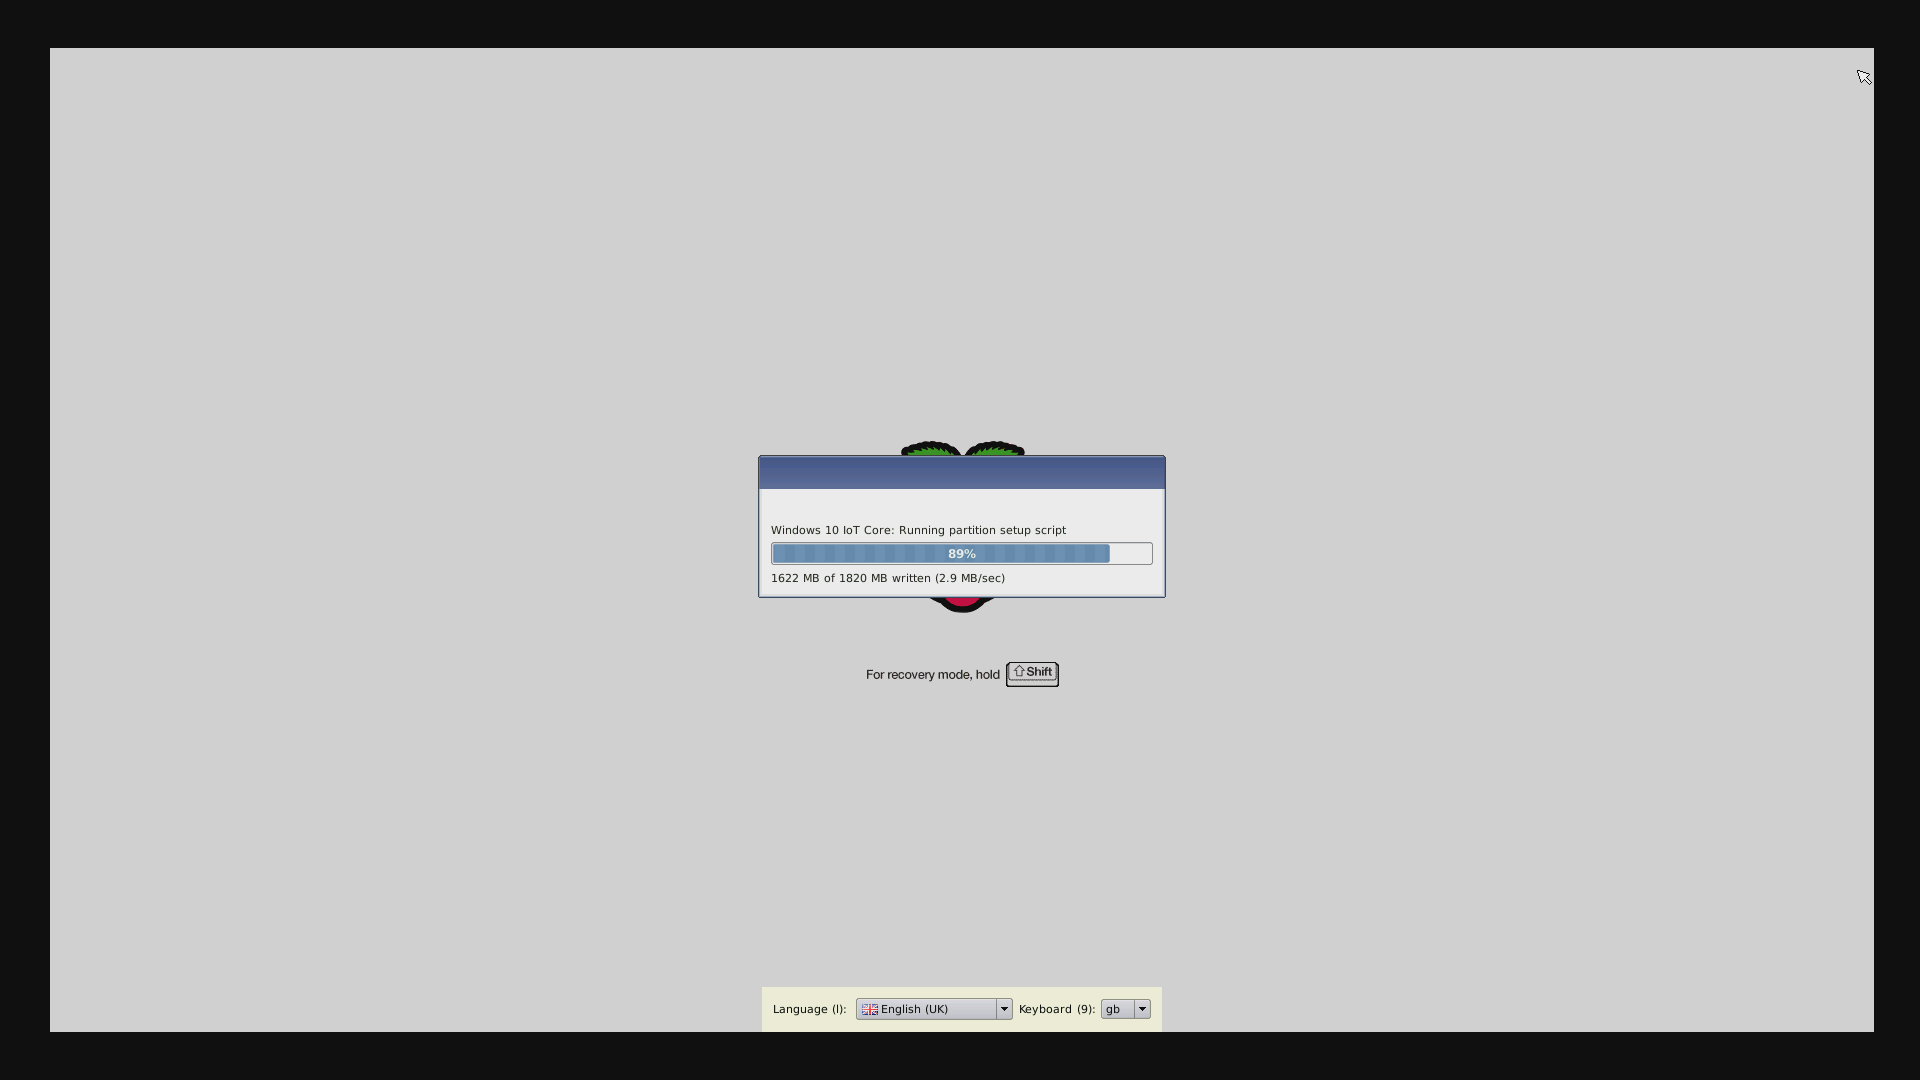 Windows 10 IoT Core: Running partition setup script
89%
1622 MB of 1820 MB written (2.9 MB/sec)
For recovery mode, hold Shift
Language (l): English (UK) Keyboard (9): gb